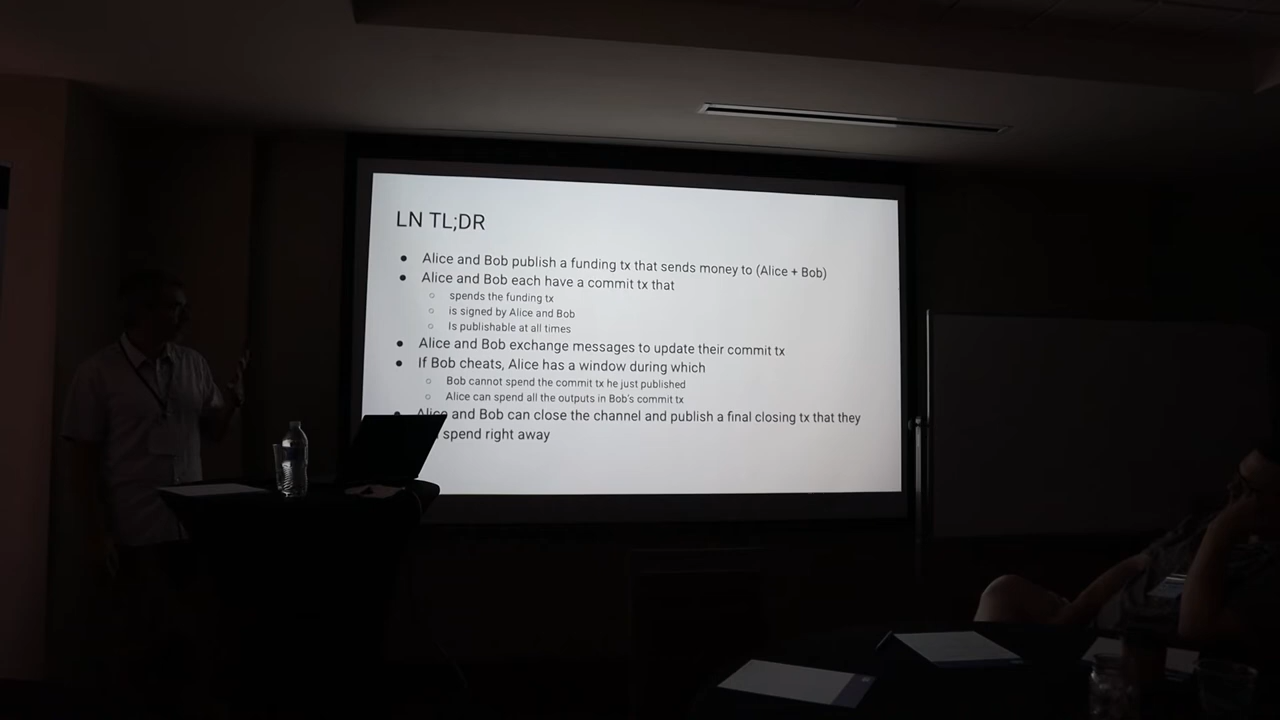 LN TL;DR
Alice and Bob publish a funding tx that sends money to (Alice + Bob)
Alice and Bob each have a commit tx that
spends the funding tx
is signed by Alice and Bob
Is publishable at all times
Alice and Bob exchange messages to update their commit tx
If Bob cheats, Alice has a window during which
Bob cannot spend the commit tx he just published
Alice can spend all the outputs in Bob's commit tx
Alice and Bob can close the channel and publish a final closing tx that they
spend right away